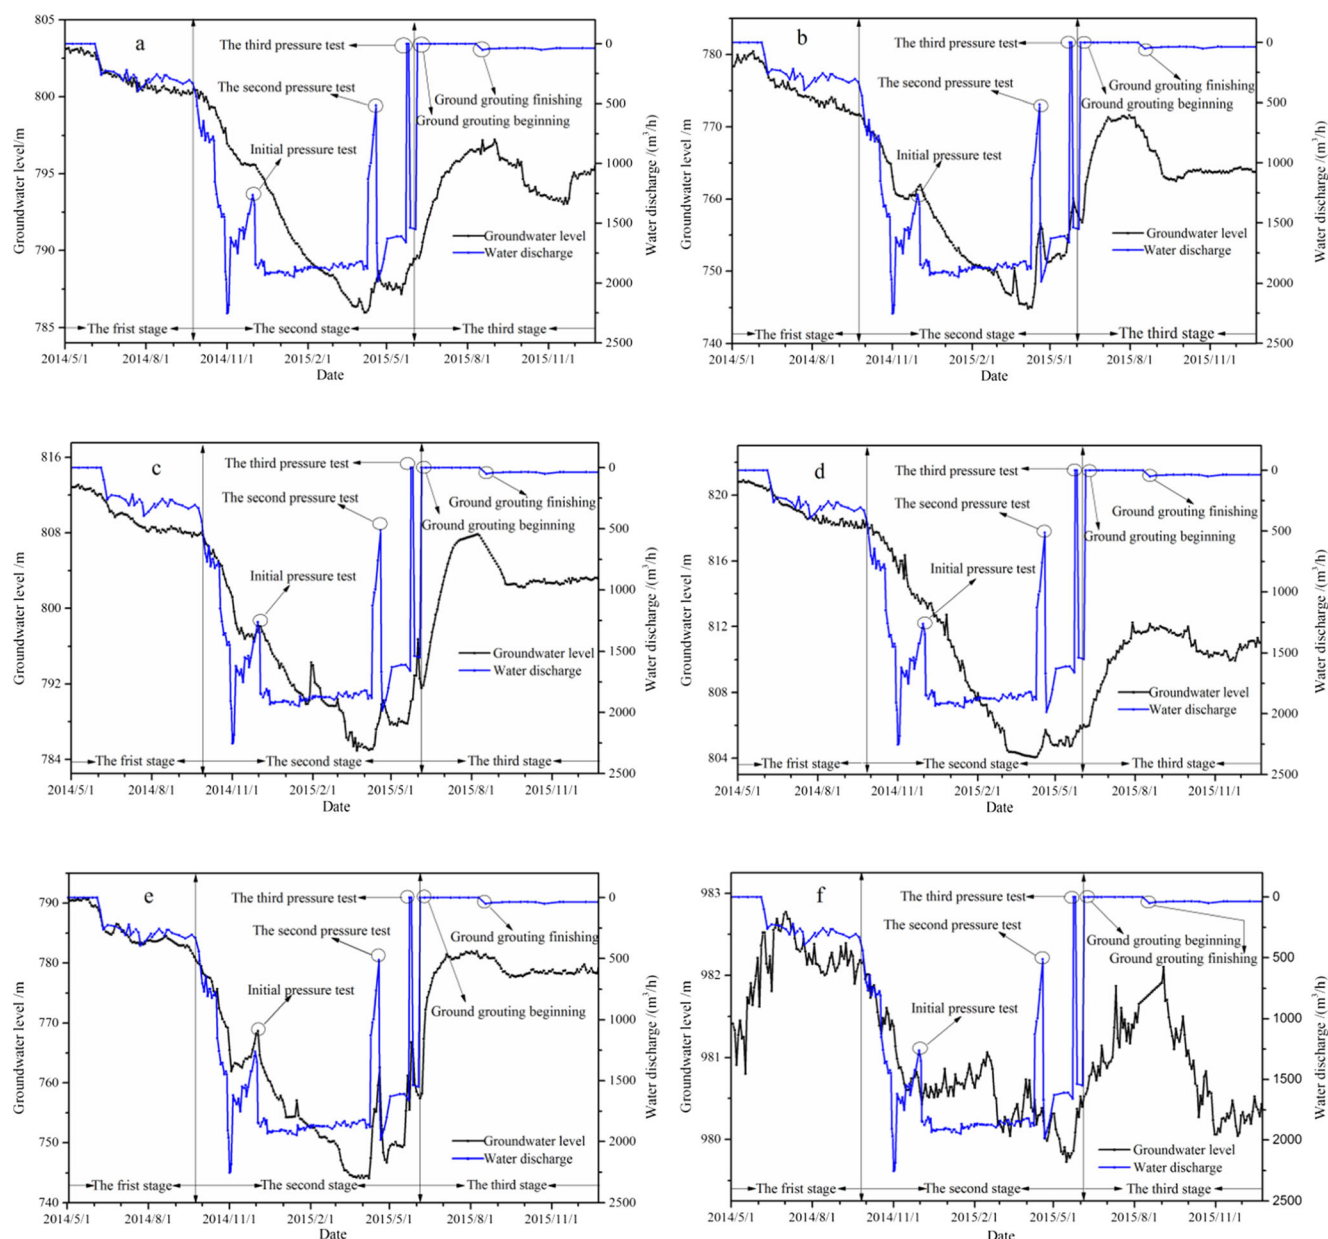 a
The third pressure test
The second pressure test
Ground grouting finishing
Ground grouting beginning
Initial pressure test
Groundwater level
Water discharge
The frist stage
The second stage
The third stage
805
800
795
790
785
Groundwater level/m
0
500
1000
1500
2000
2500
Water discharge /(m³/h)
2014/5/1 2014/8/1 2014/11/1 2015/2/1 2015/5/1 2015/8/1 2015/11/1
Date
b
The third pressure test
The second pressure test
Ground grouting finishing
Ground grouting beginning
Initial pressure test
Groundwater level
Water discharge
The frist stage
The second stage
The third stage
780
770
760
750
740
Groundwater level /m
0
500
1000
1500
2000
2500
Water discharge /(m³/h)
2014/5/1 2014/8/1 2014/11/1 2015/2/1 2015/5/1 2015/8/1 2015/11/1
Date
c
The third pressure test
The second pressure test
Ground grouting finishing
Ground grouting beginning
Initial pressure test
Groundwater level
Water discharge
The frist stage
The second stage
The third stage
816
808
800
792
784
Groundwater level /m
0
500
1000
1500
2000
2500
Water discharge /(m³/h)
2014/5/1 2014/8/1 2014/11/1 2015/2/1 2015/5/1 2015/8/1 2015/11/1
Date
d
The third pressure test
The second pressure test
Ground grouting finishing
Ground grouting beginning
Initial pressure test
Groundwater level
Water discharge
The frist stage
The second stage
The third stage
820
816
812
808
804
Groundwater level /m
0
500
1000
1500
2000
2500
Water discharge /(m³/h)
2014/5/1 2014/8/1 2014/11/1 2015/2/1 2015/5/1 2015/8/1 2015/11/1
Date
e
The third pressure test
The second pressure test
Ground grouting finishing
Initial pressure test
Ground grouting beginning
Groundwater level
Water discharge
The frist stage
The second stage
The third stage
790
780
770
760
750
740
Groundwater level /m
0
500
1000
1500
2000
2500
Water discharge /(m³/h)
2014/5/1 2014/8/1 2014/11/1 2015/2/1 2015/5/1 2015/8/1 2015/11/1
Date
f
The third pressure test
The second pressure test
Ground grouting beginning
Ground grouting finishing
Initial pressure test
Groundwater level
Water discharge
The frist stage
The second stage
The third stage
983
982
981
980
Groundwater level /m
0
500
1000
1500
2000
2500
Water discharge /(m³/h)
2014/5/1 2014/8/1 2014/11/1 2015/2/1 2015/5/1 2015/8/1 2015/11/1
Date